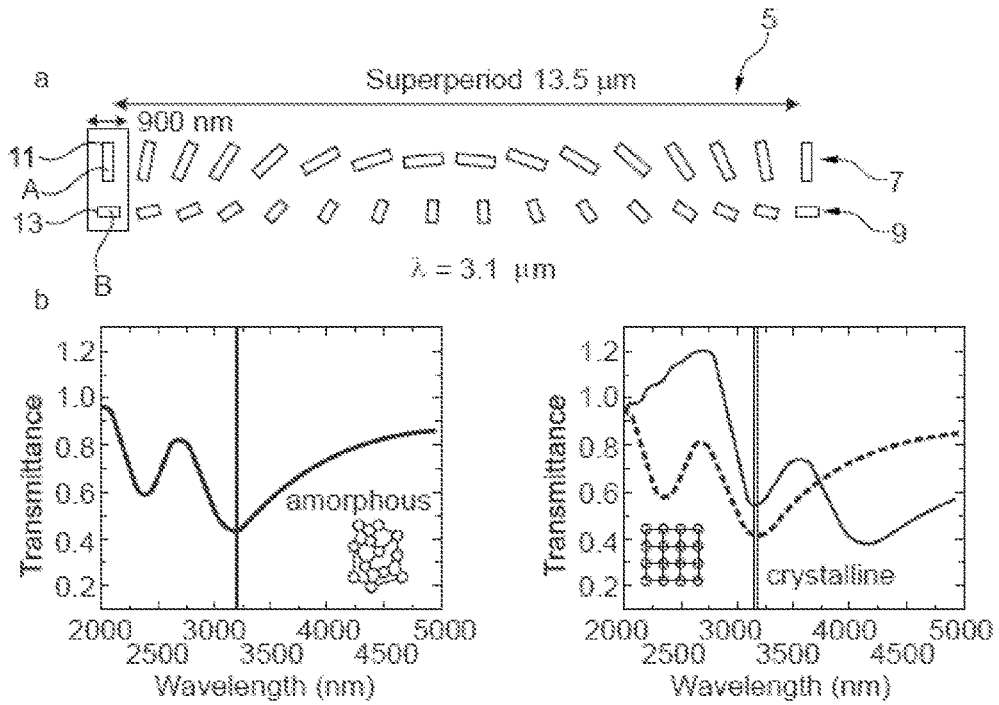 5
a
Superperiod 13.5 μm
900 nm
11
A
7
13
9
B
λ = 3.1 μm
b
Transmittance
1.2
1.0
0.8
0.6
0.4
0.2
amorphous
2000 3000 4000 5000
2500 3500 4500
Wavelength (nm)
Transmittance
1.2
1.0
0.8
0.6
0.4
0.2
crystalline
2000 3000 4000 5000
2500 3500 4500
Wavelength (nm)